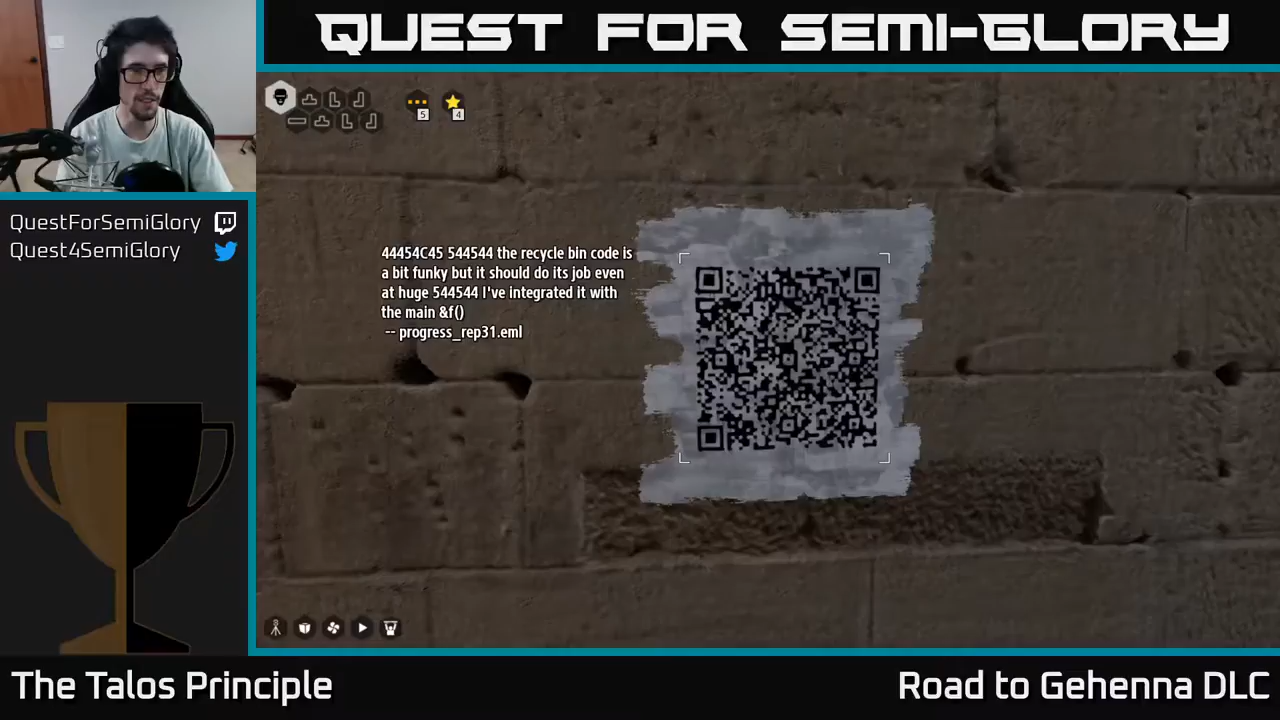 QUEST FOR SEMI-GLORY
QuestForSemiGlory
Quest4SemiGlory
5
4
44454C45 544544 the recycle bin code is
a bit funky but it should do its job even
at huge 544544 I've integrated it with
the main &f()
-- progress_rep31.eml
The Talos Principle
Road to Gehenna DLC